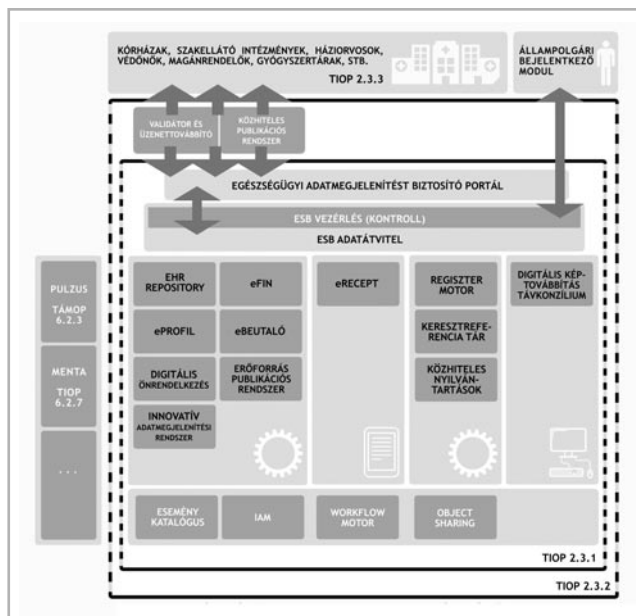 KÓRHÁZAK, SZAKELLÁTÓ INTÉZMÉNYEK, HÁZIORVOSOK,
VÉDŐNŐK, MAGÁNRENDELŐK, GYÓGYSZERTÁRAK, STB.
TIOP 2.3.3
ÁLLAMPOLGÁRI
BEJELENTKEZŐ
MODUL
VALIDÁTOR ÉS
ÜZENETTOVÁBBÍTÓ
KÖZHITELES
PUBLIKÁCIÓS
RENDSZER
EGÉSZSÉGÜGYI ADATMEGJELENÍTÉST BIZTOSÍTÓ PORTÁL
ESB VEZÉRLÉS (KONTROLL)
ESB ADATÁTVITEL
PULZUS
TÁMOP
6.2.3
MENTA
TIOP
6.2.7
...
EHR
REPOSITORY
eFIN
eRECEPT
REGISZTER
MOTOR
DIGITÁLIS KÉP-
TOVÁBBÍTÁS
TÁVKONZÍLIUM
ePROFIL
eBEUTALÓ
KERESZTREFE-
RENCIA TÁR
DIGITÁLIS
ÖNRENDELKEZÉS
ERŐFORRÁS
PUBLIKÁCIÓS
RENDSZER
KÖZHITELES
NYILVÁN-
TARTÁSOK
INNOVATÍV
ADATMEGJELENÍTÉSI
RENDSZER
ESEMÉNY
KATALÓGUS
IAM
WORKFLOW
MOTOR
OBJECT
SHARING
TIOP 2.3.1
TIOP 2.3.2